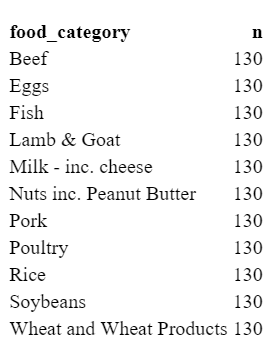 food_category n
Beef 130
Eggs 130
Fish 130
Lamb & Goat 130
Milk - inc. cheese 130
Nuts inc. Peanut Butter 130
Pork 130
Poultry 130
Rice 130
Soybeans 130
Wheat and Wheat Products 130